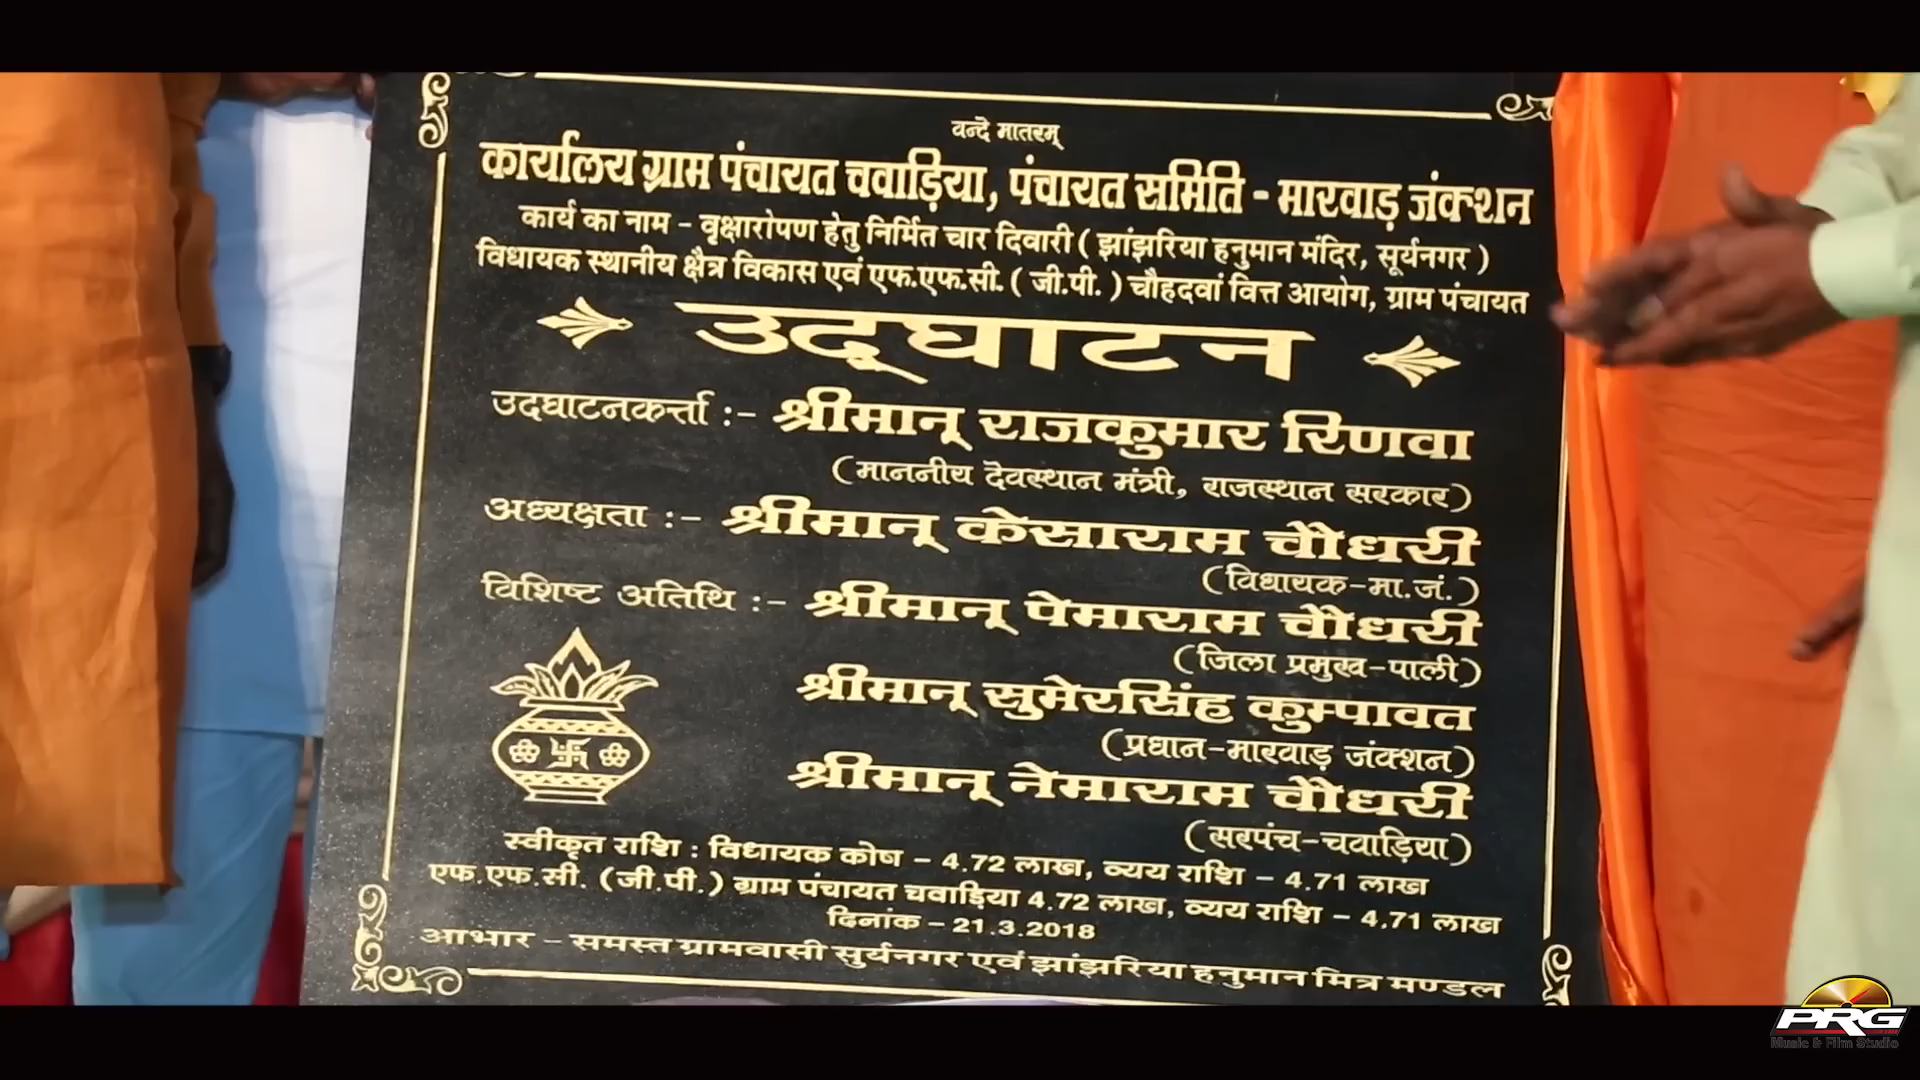 वन्दे मातरम्
कार्यालय ग्राम पंचायत चवाड़िया, पंचायत समिति - मारवाड़ जंक्शन
कार्य का नाम - वृक्षारोपण हेतु निर्मित चार दिवारी ( झांझरिया हनुमान मंदिर, सूर्यनगर )
विधायक स्थानीय क्षैत्र विकास एवं एफ.एफ.सी. ( जी.पी. ) चौहदवां वित्त आयोग, ग्राम पंचायत
उद्घाटन
उद्घाटनकर्त्ता :- श्रीमान् राजकुमार रिणवा
(माननीय देवस्थान मंत्री, राजस्थान सरकार)
अध्यक्षता :- श्रीमान् केसाराम चौधरी
(विधायक-मा.जं.)
विशिष्ट अतिथि :- श्रीमान् पेमाराम चौधरी
(जिला प्रमुख-पाली)
श्रीमान् सुमेरसिंह कुम्पावत
(प्रधान-मारवाड़ जंक्शन)
श्रीमान् नेमाराम चौधरी
(सरपंच-चवाड़िया)
स्वीकृत राशि : विधायक कोष - 4.72 लाख, व्यय राशि - 4.71 लाख
एफ.एफ.सी. (जी.पी.) ग्राम पंचायत चवाड़िया 4.72 लाख, व्यय राशि - 4.71 लाख
दिनांक - 21.3.2018
आभार - समस्त ग्रामवासी सुर्यनगर एवं झांझरिया हनुमान मित्र मण्डल
PRG
Music & Film Studio